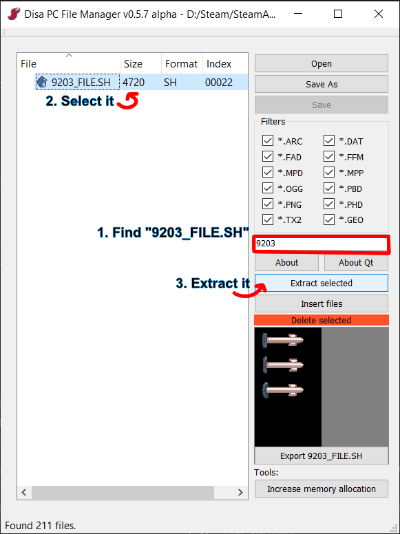 Disa PC File Manager v0.5.7 alpha - D:/Steam/SteamA...
File Size Format Index
9203_FILE.SH 4720 SH 00022
2. Select it
1. Find "9203_FILE.SH"
3. Extract it
Open
Save As
Save
Filters
*.ARC *.DAT
*.FAD *.FFM
*.MPD *.MPP
*.OGG *.PBD
*.PNG *.PHD
*.TX2 *.GEO
9203
About About Qt
Extract selected
Insert files
Delete selected
Export 9203_FILE.SH
Tools:
Increase memory allocation
Found 211 files.